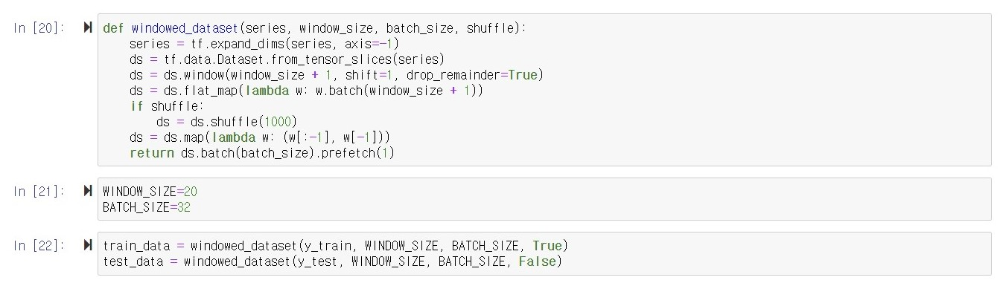 In [20]: def windowed_dataset(series, window_size, batch_size, shuffle):
    series = tf.expand_dims(series, axis=-1)
    ds = tf.data.Dataset.from_tensor_slices(series)
    ds = ds.window(window_size + 1, shift=1, drop_remainder=True)
    ds = ds.flat_map(lambda w: w.batch(window_size + 1))
    if shuffle:
        ds = ds.shuffle(1000)
    ds = ds.map(lambda w: (w[:-1], w[-1]))
    return ds.batch(batch_size).prefetch(1)
In [21]: WINDOW_SIZE=20
BATCH_SIZE=32
In [22]: train_data = windowed_dataset(y_train, WINDOW_SIZE, BATCH_SIZE, True)
test_data = windowed_dataset(y_test, WINDOW_SIZE, BATCH_SIZE, False)